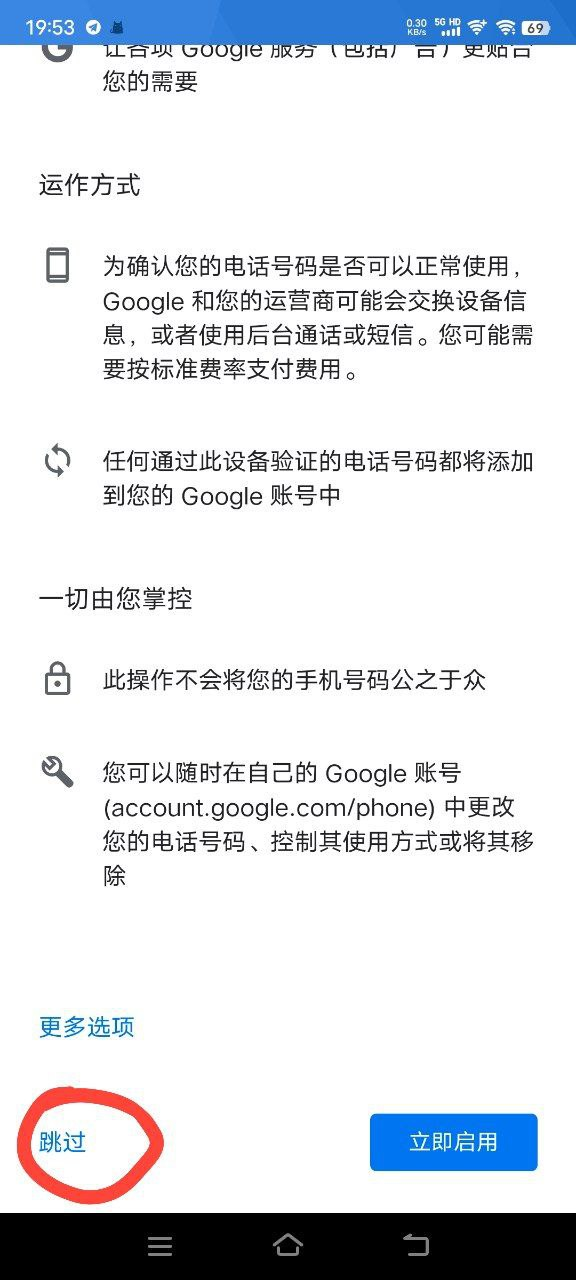 19:53
0.30
KB/s
5G HD
69
让各项 Google 服务（包括广告）更贴合
您的需要
运作方式
为确认您的电话号码是否可以正常使用，
Google 和您的运营商可能会交换设备信
息，或者使用后台通话或短信。您可能需
要按标准费率支付费用。
任何通过此设备验证的电话号码都将添加
到您的 Google 账号中
一切由您掌控
此操作不会将您的手机号码公之于众
您可以随时在自己的 Google 账号
(account.google.com/phone) 中更改
您的电话号码、控制其使用方式或将其移
除
更多选项
跳过
立即启用